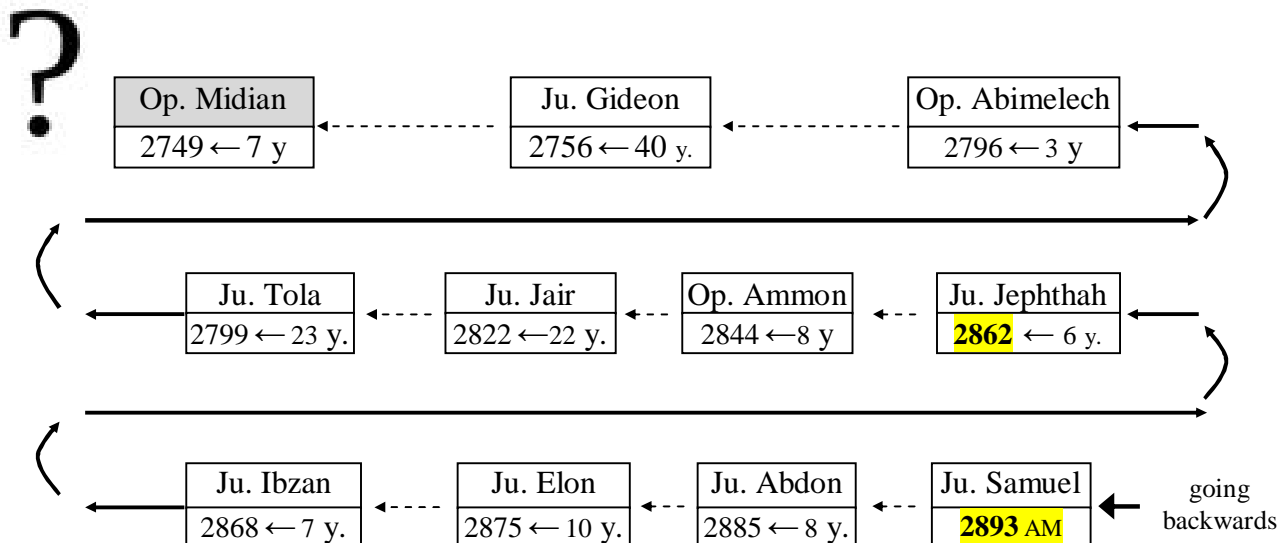 ?
Op. Midian
2749 ← 7 y
Ju. Gideon
2756 ← 40 y.
Op. Abimelech
2796 ← 3 y
Ju. Tola
2799 ← 23 y.
Ju. Jair
2822 ←22 y.
Op. Ammon
2844 ←8 y
Ju. Jephthah
2862 ← 6 y.
Ju. Ibzan
2868 ← 7 y.
Ju. Elon
2875 ← 10 y.
Ju. Abdon
2885 ← 8 y.
Ju. Samuel
2893 AM
going
backwards